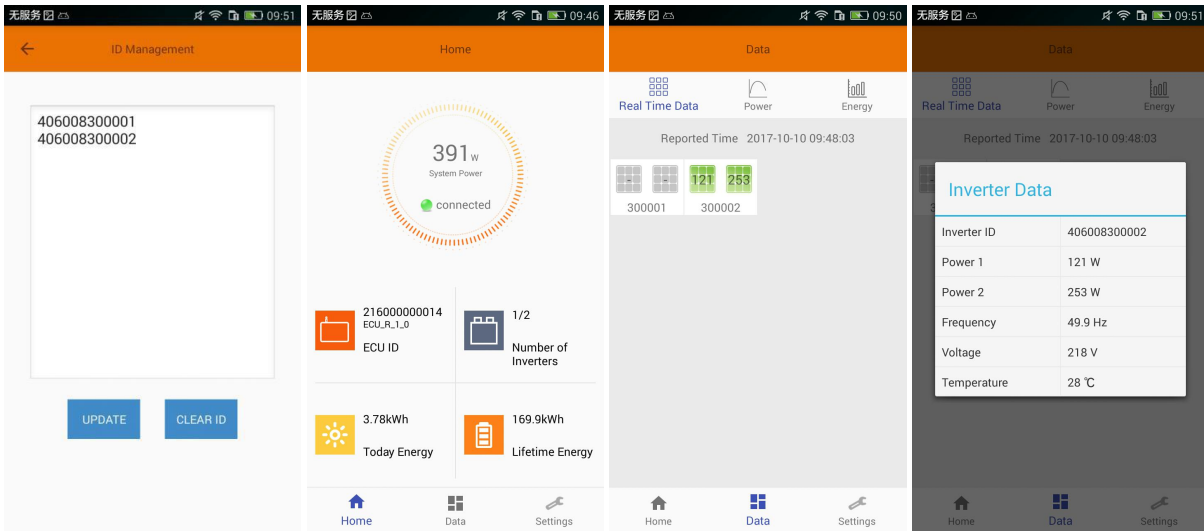 无服务 09:51
ID Management
406008300001
406008300002
UPDATE CLEAR ID
无服务 09:46
Home
391 W
System Power
connected
216000000014
ECU_R_1_0
ECU ID
1/2
Number of
Inverters
3.78kWh
Today Energy
169.9kWh
Lifetime Energy
Home Data Settings
无服务 09:50
Data
Real Time Data Power Energy
Reported Time 2017-10-10 09:48:03
- - 121 253
300001 300002
Home Data Settings
无服务 09:51
Data
Real Time Data Power Energy
Reported Time 2017-10-10 09:48:03
Inverter Data
Inverter ID 406008300002
Power 1 121 W
Power 2 253 W
Frequency 49.9 Hz
Voltage 218 V
Temperature 28 ℃
Home Data Settings